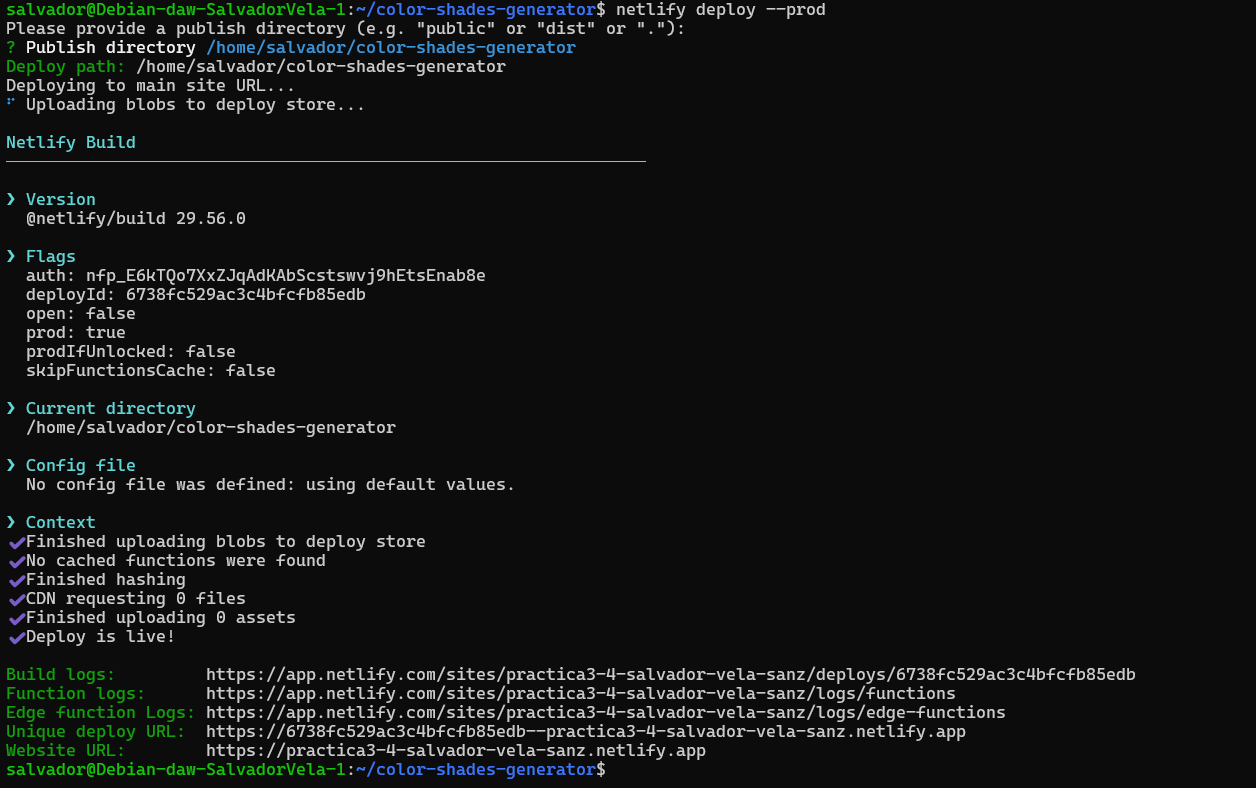 salvador@Debian-daw-SalvadorVela-1:~/color-shades-generator$ netlify deploy --prod
Please provide a publish directory (e.g. "public" or "dist" or "."):
? Publish directory /home/salvador/color-shades-generator
Deploy path: /home/salvador/color-shades-generator
Deploying to main site URL...
⠋ Uploading blobs to deploy store...
Netlify Build
────────────────────────────────────────────────────────────────
❯ Version
@netlify/build 29.56.0
❯ Flags
auth: nfp_E6kTQo7XxZJqAdKAbScstswvj9hEtsEnab8e
deployId: 6738fc529ac3c4bfcfb85edb
open: false
prod: true
prodIfUnlocked: false
skipFunctionsCache: false
❯ Current directory
/home/salvador/color-shades-generator
❯ Config file
No config file was defined: using default values.
❯ Context
✔Finished uploading blobs to deploy store
✔No cached functions were found
✔Finished hashing
✔CDN requesting 0 files
✔Finished uploading 0 assets
✔Deploy is live!
Build logs: https://app.netlify.com/sites/practica3-4-salvador-vela-sanz/deploys/6738fc529ac3c4bfcfb85edb
Function logs: https://app.netlify.com/sites/practica3-4-salvador-vela-sanz/logs/functions
Edge function Logs: https://app.netlify.com/sites/practica3-4-salvador-vela-sanz/logs/edge-functions
Unique deploy URL: https://6738fc529ac3c4bfcfb85edb--practica3-4-salvador-vela-sanz.netlify.app
Website URL: https://practica3-4-salvador-vela-sanz.netlify.app
salvador@Debian-daw-SalvadorVela-1:~/color-shades-generator$